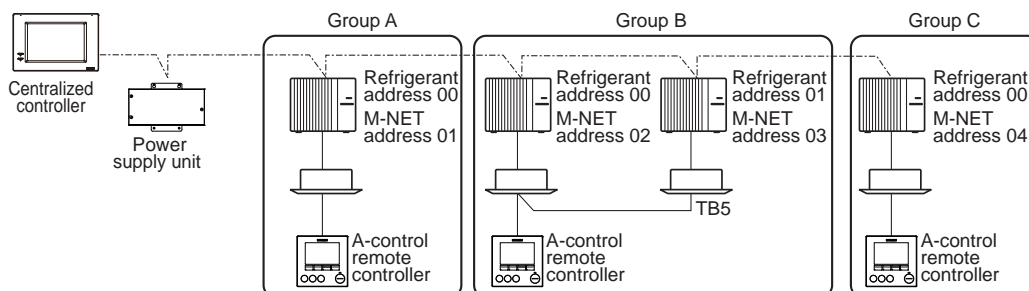 Group A
Group B
Group C
Centralized
controller
Power
supply unit
Refrigerant
address 00
M-NET
address 01
Refrigerant
address 00
M-NET
address 02
Refrigerant
address 01
M-NET
address 03
Refrigerant
address 00
M-NET
address 04
TB5
A-control
remote
controller
A-control
remote
controller
A-control
remote
controller